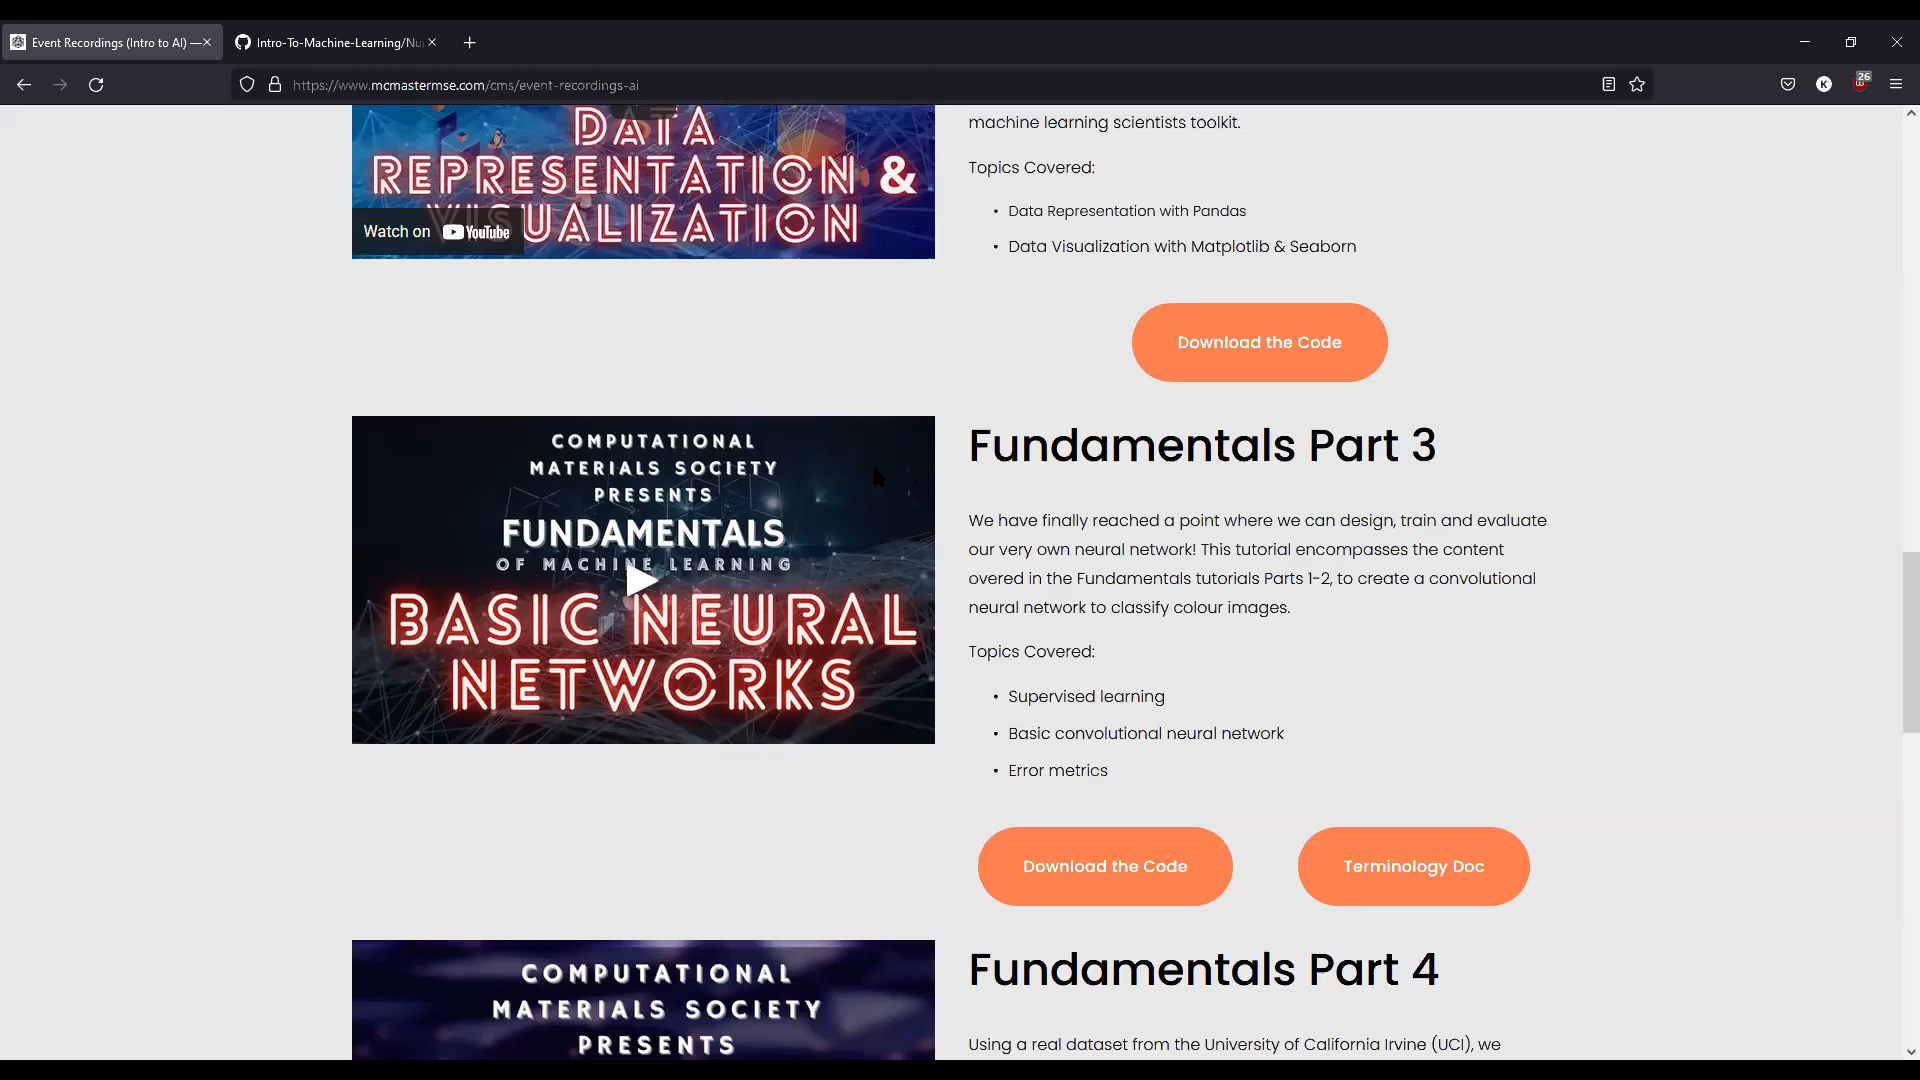 Event Recordings (Intro to AI) —
Intro-To-Machine-Learning/Nu
https://www.mcmastermse.com/cms/event-recordings-ai
26
K
DATA
REPRESENTATION &
VISUALIZATION
Watch on YouTube
machine learning scientists toolkit.
Topics Covered:
• Data Representation with Pandas
• Data Visualization with Matplotlib & Seaborn
Download the Code
COMPUTATIONAL
MATERIALS SOCIETY
PRESENTS
FUNDAMENTALS
OF MACHINE LEARNING
BASIC NEURAL
NETWORKS
Fundamentals Part 3
We have finally reached a point where we can design, train and evaluate
our very own neural network! This tutorial encompasses the content
overed in the Fundamentals tutorials Parts 1-2, to create a convolutional
neural network to classify colour images.
Topics Covered:
• Supervised learning
• Basic convolutional neural network
• Error metrics
Download the Code
Terminology Doc
COMPUTATIONAL
MATERIALS SOCIETY
PRESENTS
Fundamentals Part 4
Using a real dataset from the University of California Irvine (UCI), we